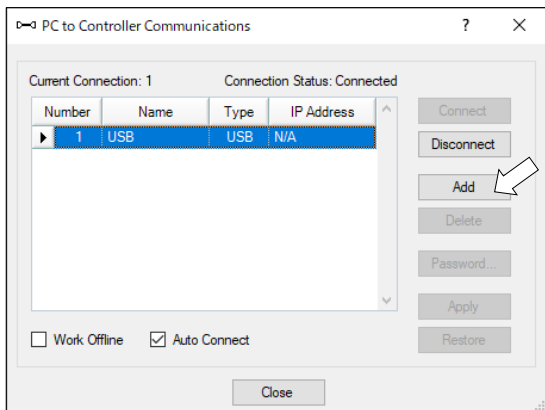 PC to Controller Communications
Current Connection: 1 Connection Status: Connected
Number Name Type IP Address
1 USB USB N/A
Connect
Disconnect
Add
Delete
Password...
Apply
Restore
Work Offline Auto Connect
Close